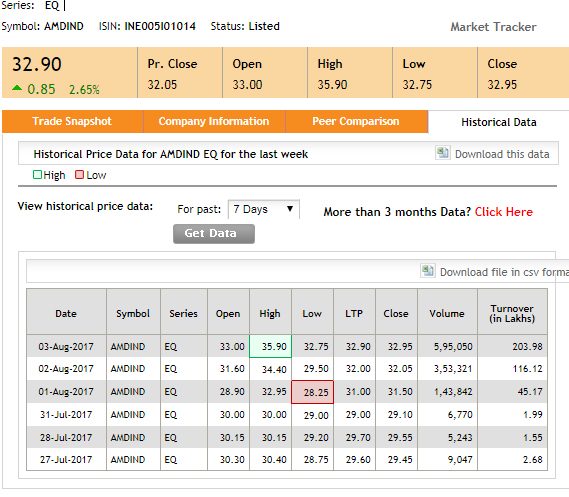 Series: EQ
Symbol: AMDIND ISIN: INE005I01014 Status: Listed Market Tracker
32.90 Pr. Close Open High Low Close
0.85 2.65% 32.05 33.00 35.90 32.75 32.95
Trade Snapshot Company Information Peer Comparison Historical Data
Historical Price Data for AMDIND EQ for the last week Download this data
High Low
View historical price data: For past: 7 Days More than 3 months Data? Click Here
Get Data
Download file in csv forma
Date Symbol Series Open High Low LTP Close Volume Turnover (in Lakhs)
03-Aug-2017 AMDIND EQ 33.00 35.90 32.75 32.90 32.95 5,95,050 203.98
02-Aug-2017 AMDIND EQ 31.60 34.40 29.50 32.00 32.05 3,53,321 116.12
01-Aug-2017 AMDIND EQ 28.90 32.95 28.25 31.00 31.50 1,43,842 45.17
31-Jul-2017 AMDIND EQ 30.00 30.00 29.00 29.00 29.10 6,770 1.99
28-Jul-2017 AMDIND EQ 30.15 30.15 29.20 29.70 29.55 5,243 1.55
27-Jul-2017 AMDIND EQ 30.30 30.40 28.75 29.60 29.45 9,047 2.68